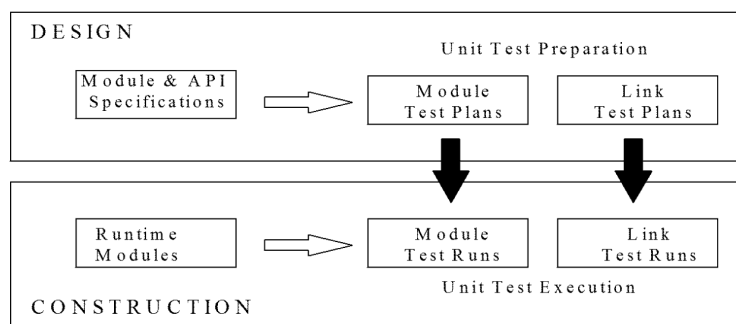 DESIGN
Unit Test Preparation
Module & API
Specifications
Module
Test Plans
Link
Test Plans
Runtime
Modules
Module
Test Runs
Link
Test Runs
Unit Test Execution
CONSTRUCTION